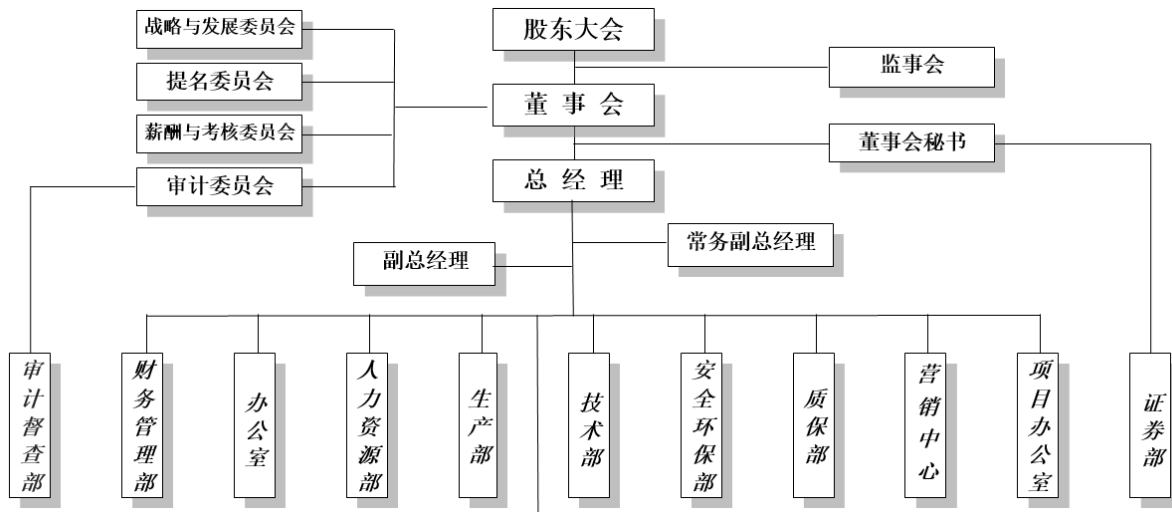 战略与发展委员会
股东大会
提名委员会
监事会
董事会
薪酬与考核委员会
董事会秘书
审计委员会
总经理
常务副总经理
副总经理
审计督查部
财务管理部
办公室
人力资源部
生产部
技术部
安全环保部
质保部
营销中心
项目办公室
证券部